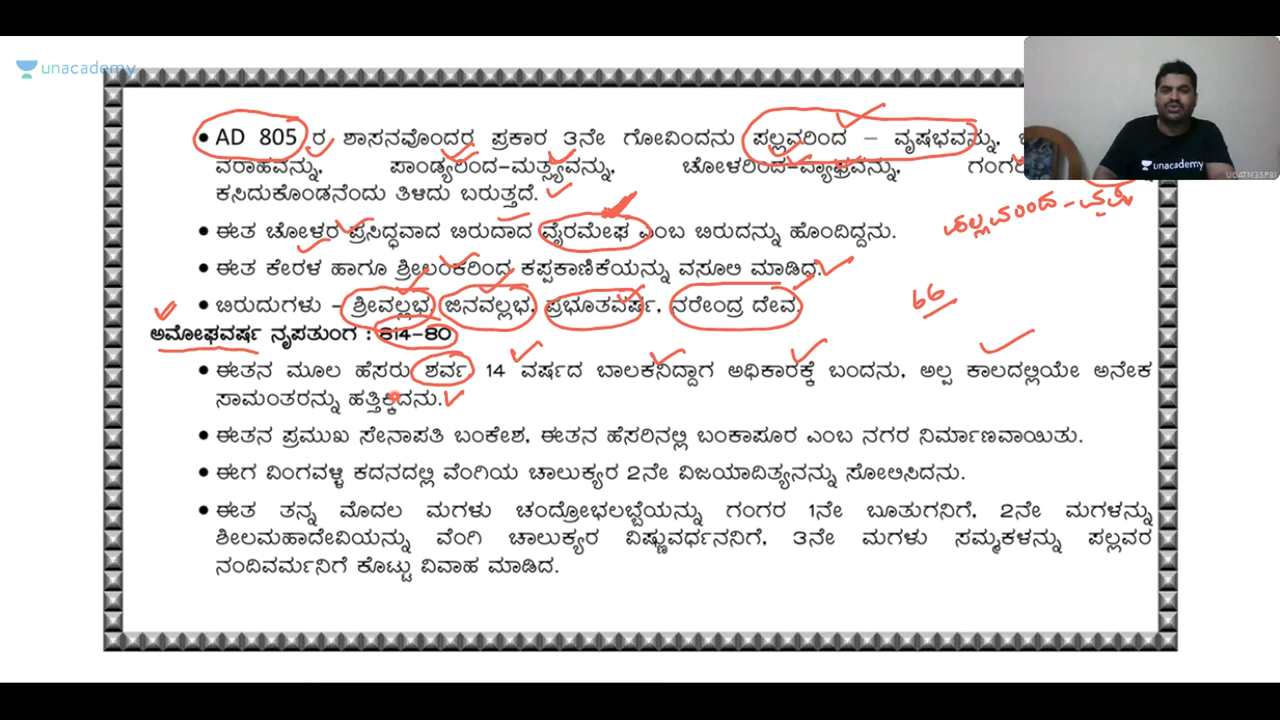 unacademy
• AD 805 ರ ಶಾಸನವೊಂದರ ಪ್ರಕಾರ 3ನೇ ಗೋವಿಂದನು ಪಲ್ಲವರಿಂದ – ವೃಷಭವನ್ನು,
ವರಾಹವನ್ನು, ಪಾಂಡ್ಯರಿಂದ-ಮತ್ಸ್ಯವನ್ನು, ಚೋಳರಿಂದ-ವ್ಯಾಘ್ರವನ್ನು, ಗಂಗರ
ಕಸಿದುಕೊಂಡನೆಂದು ತಿಳಿದು ಬರುತ್ತದೆ.
ಪಲ್ಲವರಿಂದ -
• ಈತ ಚೋಳರ ಪ್ರಸಿದ್ಧವಾದ ಬಿರುದಾದ ವೈರಮೇಘ ಎಂಬ ಬಿರುದನ್ನು ಹೊಂದಿದ್ದನು.
• ಈತ ಕೇರಳ ಹಾಗೂ ಶ್ರೀಲಂಕರಿಂದ ಕಪ್ಪಕಾಣಿಕೆಯನ್ನು ವಸೂಲಿ ಮಾಡಿದ.
• ಬಿರುದುಗಳು – ಶ್ರೀವಲ್ಲಭ, ಜಿನವಲ್ಲಭ, ಪ್ರಭೂತವರ್ಷ, ನರೇಂದ್ರ ದೇವ,
66
ಅಮೋಘವರ್ಷ ನೃಪತುಂಗ : 814-80
• ಈತನ ಮೂಲ ಹೆಸರು ಶರ್ವ 14 ವರ್ಷದ ಬಾಲಕನಿದ್ದಾಗ ಅಧಿಕಾರಕ್ಕೆ ಬಂದನು, ಅಲ್ಪ ಕಾಲದಲ್ಲಿಯೇ ಅನೇಕ
ಸಾಮಂತರನ್ನು ಹತ್ತಿಕ್ಕಿದನು.
• ಈತನ ಪ್ರಮುಖ ಸೇನಾಪತಿ ಬಂಕೇಶ, ಈತನ ಹೆಸರಿನಲ್ಲಿ ಬಂಕಾಪೂರ ಎಂಬ ನಗರ ನಿರ್ಮಾಣವಾಯಿತು.
• ಈಗ ವಿಂಗವಳ್ಳಿ ಕದನದಲ್ಲಿ ವೆಂಗಿಯ ಚಾಲುಕ್ಯರ 2ನೇ ವಿಜಯಾದಿತ್ಯನನ್ನು ಸೋಲಿಸಿದನು.
• ಈತ ತನ್ನ ಮೊದಲ ಮಗಳು ಚಂದ್ರೋಭಲಬ್ಬೆಯನ್ನು ಗಂಗರ 1ನೇ ಬೂತುಗನಿಗೆ, 2ನೇ ಮಗಳನ್ನು
ಶೀಲಮಹಾದೇವಿಯನ್ನು ವೆಂಗಿ ಚಾಲುಕ್ಯರ ವಿಷ್ಣುವರ್ಧನನಿಗೆ, 3ನೇ ಮಗಳು ಸಮ್ಮಕಳನ್ನು ಪಲ್ಲವರ
ನಂದಿವರ್ಮನಿಗೆ ಕೊಟ್ಟು ವಿವಾಹ ಮಾಡಿದ.
unacademy
UGATM35P8I